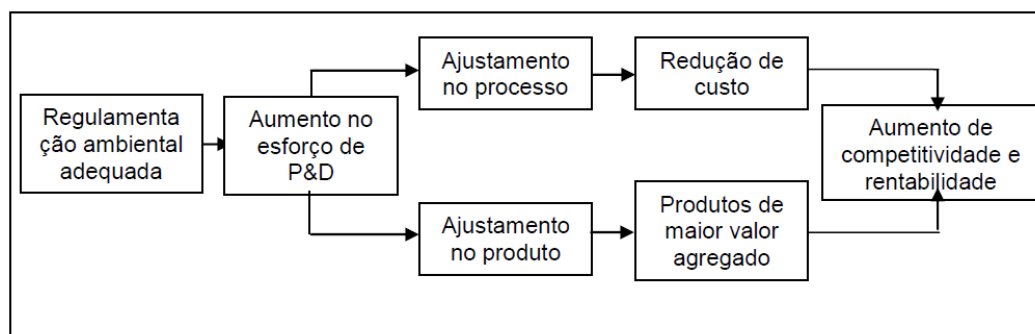 Regulamenta
ção ambiental
adequada
Aumento no
esforço de
P&D
Ajustamento
no processo
Redução de
custo
Ajustamento
no produto
Produtos de
maior valor
agregado
Aumento de
competitividade e
rentabilidade